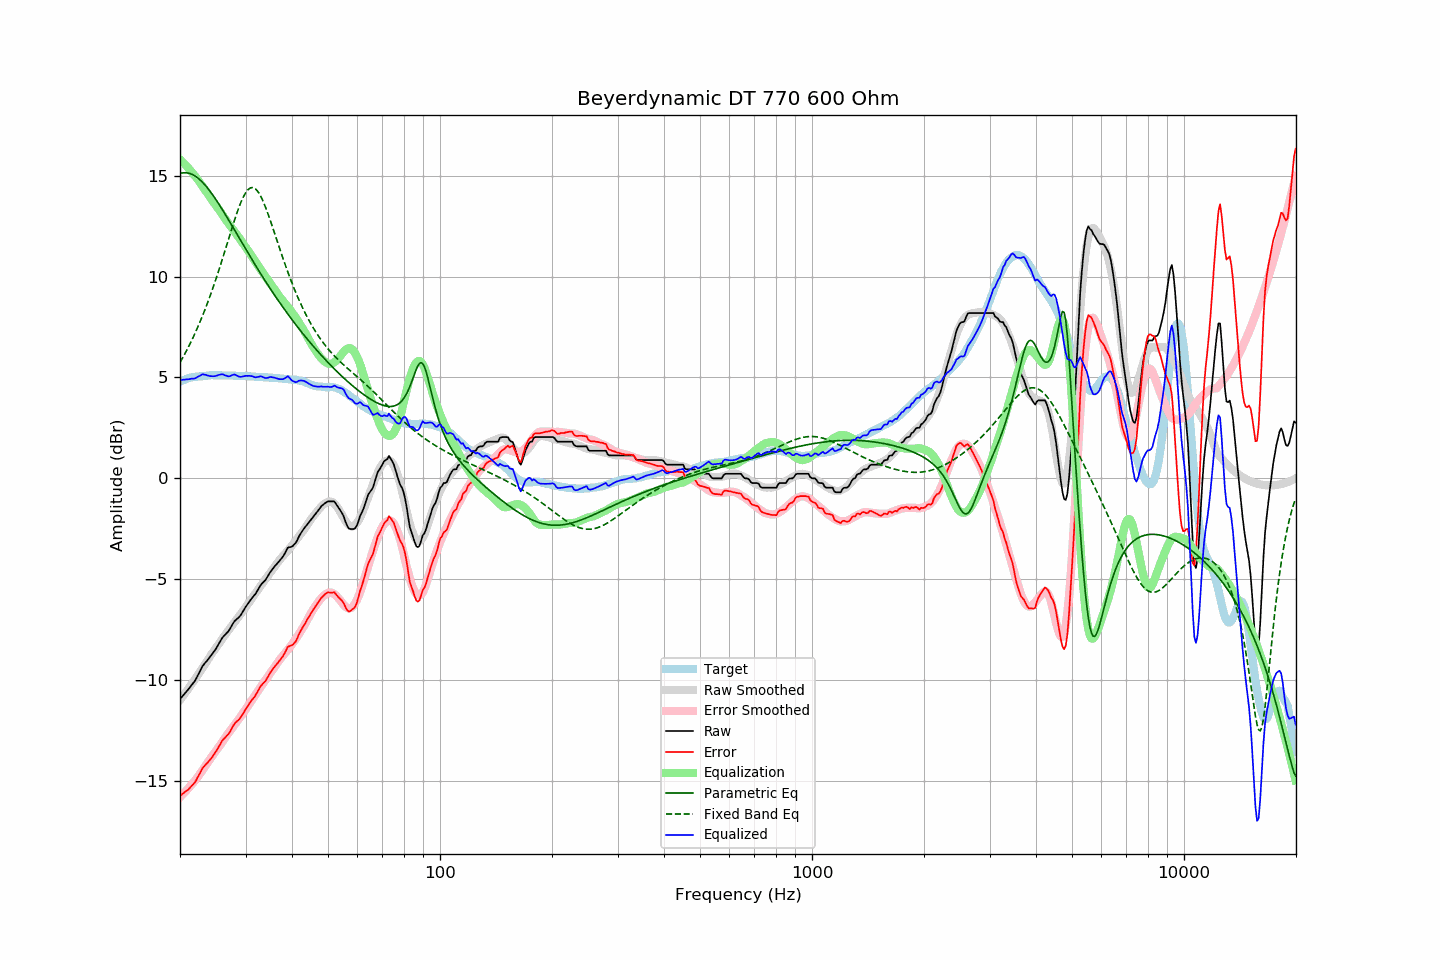 Beyerdynamic DT 770 600 Ohm
Amplitude (dBr)
15
10
5
0
−5
−10
−15
Target
Raw Smoothed
Error Smoothed
Raw
Error
Equalization
Parametric Eq
Fixed Band Eq
Equalized
100
1000
10000
Frequency (Hz)